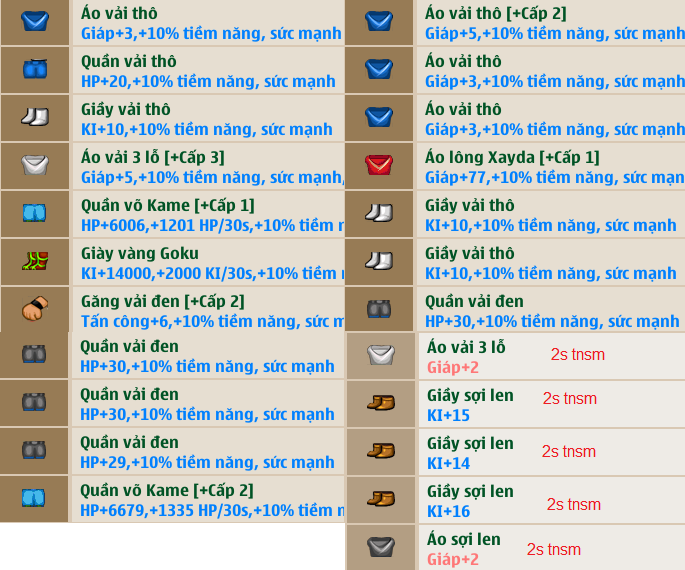 Áo vải thô
Giáp+3,+10% tiềm năng, sức mạnh
Quần vải thô
HP+20,+10% tiềm năng, sức mạnh
Giầy vải thô
KI+10,+10% tiềm năng, sức mạnh
Áo vải 3 lỗ [+Cấp 3]
Giáp+5,+10% tiềm năng, sức mạnh,
Quần võ Kame [+Cấp 1]
HP+6006,+1201 HP/30s,+10% tiềm n
Giày vàng Goku
KI+14000,+2000 KI/30s,+10% tiềm
Găng vải đen [+Cấp 2]
Tấn công+6,+10% tiềm năng, sức m
Quần vải đen
HP+30,+10% tiềm năng, sức mạnh
Quần vải đen
HP+30,+10% tiềm năng, sức mạnh
Quần vải đen
HP+29,+10% tiềm năng, sức mạnh
Quần võ Kame [+Cấp 2]
HP+6679,+1335 HP/30s,+10% tiềm n
Áo vải thô [+Cấp 2]
Giáp+5,+10% tiềm năng, sức mạnh
Áo vải thô
Giáp+3,+10% tiềm năng, sức mạnh
Áo vải thô
Giáp+3,+10% tiềm năng, sức mạnh
Áo lông Xayda [+Cấp 1]
Giáp+77,+10% tiềm năng, sức mạn
Giầy vải thô
KI+10,+10% tiềm năng, sức mạnh
Giầy vải thô
KI+10,+10% tiềm năng, sức mạnh
Quần vải đen
HP+30,+10% tiềm năng, sức mạnh
Áo vải 3 lỗ 2s tnsm
Giáp+2
Giầy sợi len 2s tnsm
KI+15
Giầy sợi len 2s tnsm
KI+14
Giầy sợi len 2s tnsm
KI+16
Áo sợi len 2s tnsm
Giáp+2